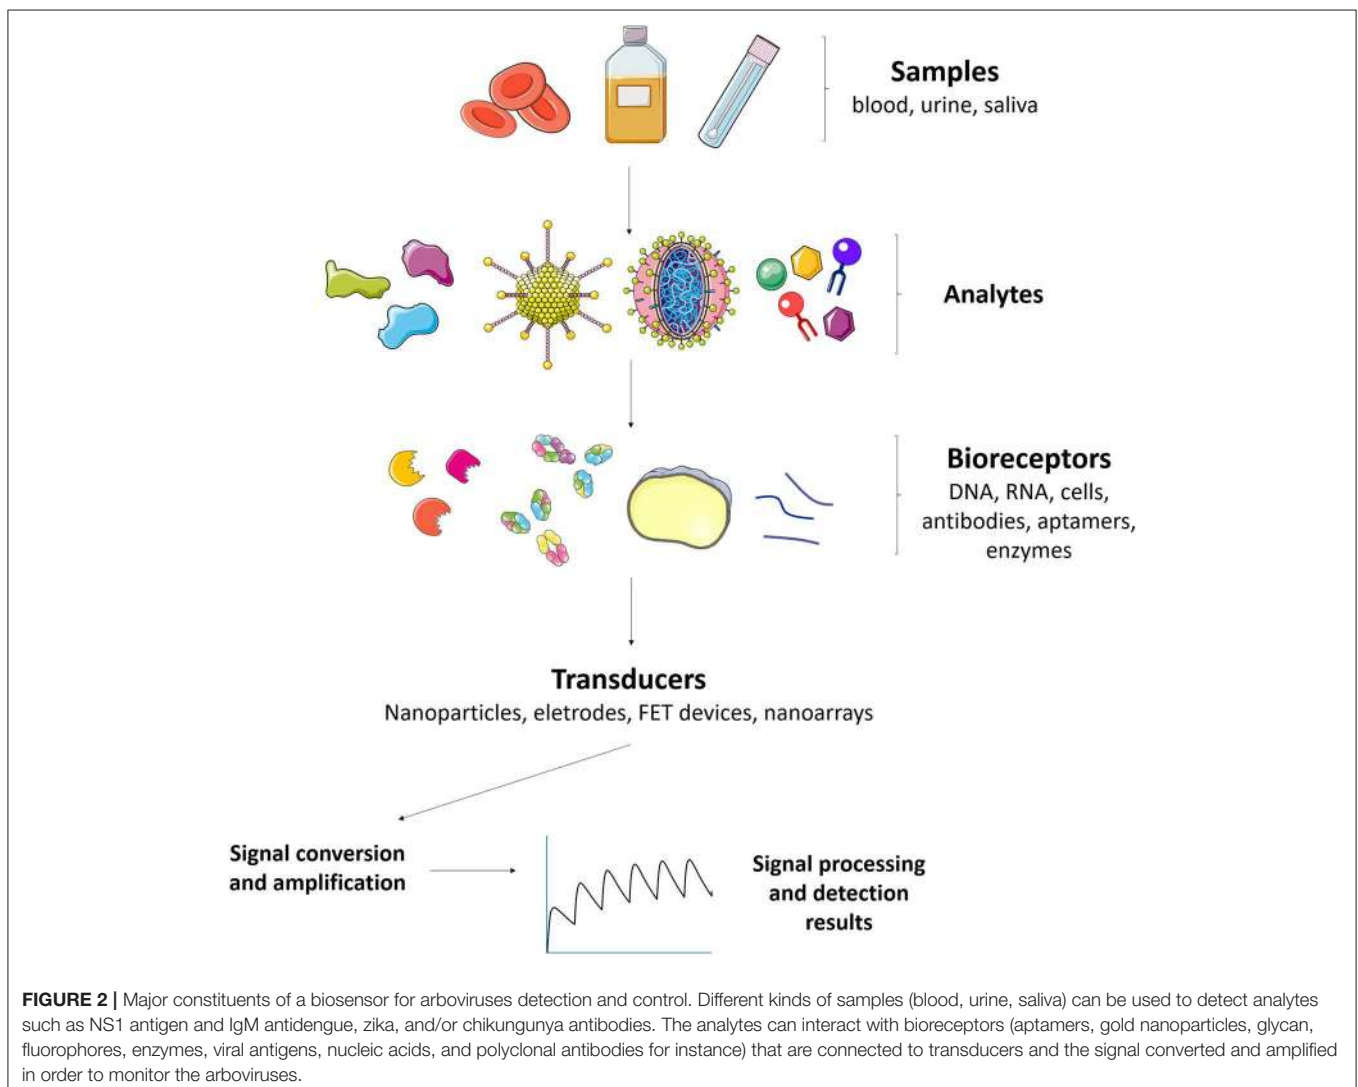 Samples
blood, urine, saliva
Analytes
Bioreceptors
DNA, RNA, cells,
antibodies, aptamers,
enzymes
Transducers
Nanoparticles, eletrodes, FET devices, nanoarrays
Signal conversion
and amplification
Signal processing
and detection
results
FIGURE 2 | Major constituents of a biosensor for arboviruses detection and control. Different kinds of samples (blood, urine, saliva) can be used to detect analytes
such as NS1 antigen and IgM antidengue, zika, and/or chikungunya antibodies. The analytes can interact with bioreceptors (aptamers, gold nanoparticles, glycan,
fluorophores, enzymes, viral antigens, nucleic acids, and polyclonal antibodies for instance) that are connected to transducers and the signal converted and amplified
in order to monitor the arboviruses.